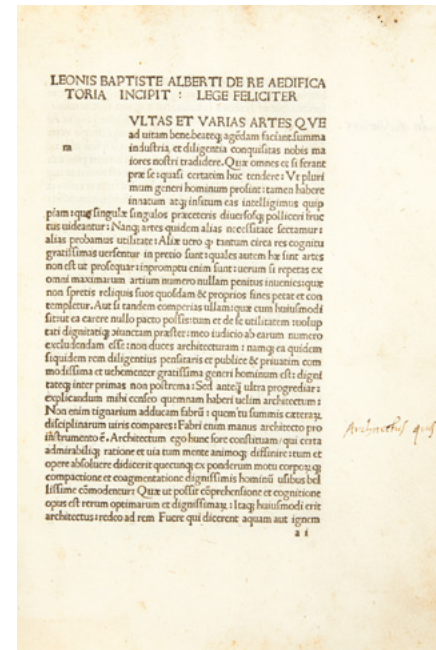 LEONIS BAPTISTE ALBERTI DE RE AEDIFICA
TORIA INCIPIT : LEGE FELICITER
VLTAS ET VARIAS ARTES QVE
ad uitam bene beateq; agēdam faciant summa
m
industria et diligentia conquisitas nobis ma
iores nostri tradidere. Quæ omnes et si ferant
præ se: quasi certatim huc tendere: Vt pluri
mum generi hominum prosint: tamen habere
innatum atq; insitum eas intelligimus quip
piam: quo singulæ singulos præ ceteris diuersosq; polliceri fruc
tus uideantur: Nanq; artes quidem alias necessitate sectamur:
alias probamus utilitate: Aliæ uero q̄ tantum circa res cognitu
gratissimas uersentur in pretio sunt: quales autem hæ sint artes
non est ut prosequar: in promptu enim sunt: uerum si repetas ex
omni maximarum artium numero nullam penitus inuenies: quæ
non spretis reliquis suos quosdam & proprios fines petat et con
templetur. Aut si tandem comperias ullam: quæ cum huiusmodi
sit: ut ea carere nullo pacto possis: tum et de se utilitatem uolup
tati dignitatiq; aiunctam præstet: meo iudicio ab earum numero
excludendam esse: non duces architecturam: namq; ea quidem
siquidem rem diligentius pensitaris et publice & priuatim com
modissima et uehementer gratissima generi hominum est: digni
tateq; inter primas non postrema: Sed anteq̄ ultra progrediar:
explicandum mihi censeo quemnam haberi uelim architectum:
Non enim tignarium adducam fabrū: quem tu summis cæteraꝝ
disciplinarum uiris compares: Fabri enim manus architecto pro
instrumento ē. Architectum ego hunc fore constituam: qui certa
admirabiliq; ratione et uia tum mente animoq; diffinire: tum et
opere absoluere didicerit quecunq; ex ponderum motu corpoꝝq;
compactione et coagmentatione dignissimis hominū usibus bel
lissime cōmodentur: Quæ ut possit cōprehensione et cognitione
opus est rerum optimarum et dignissimaꝝ: Itaq; huiusmodi erit
architectus: redeo ad rem Fuere qui dicerent aquam aut ignem
a i
Architectus quis